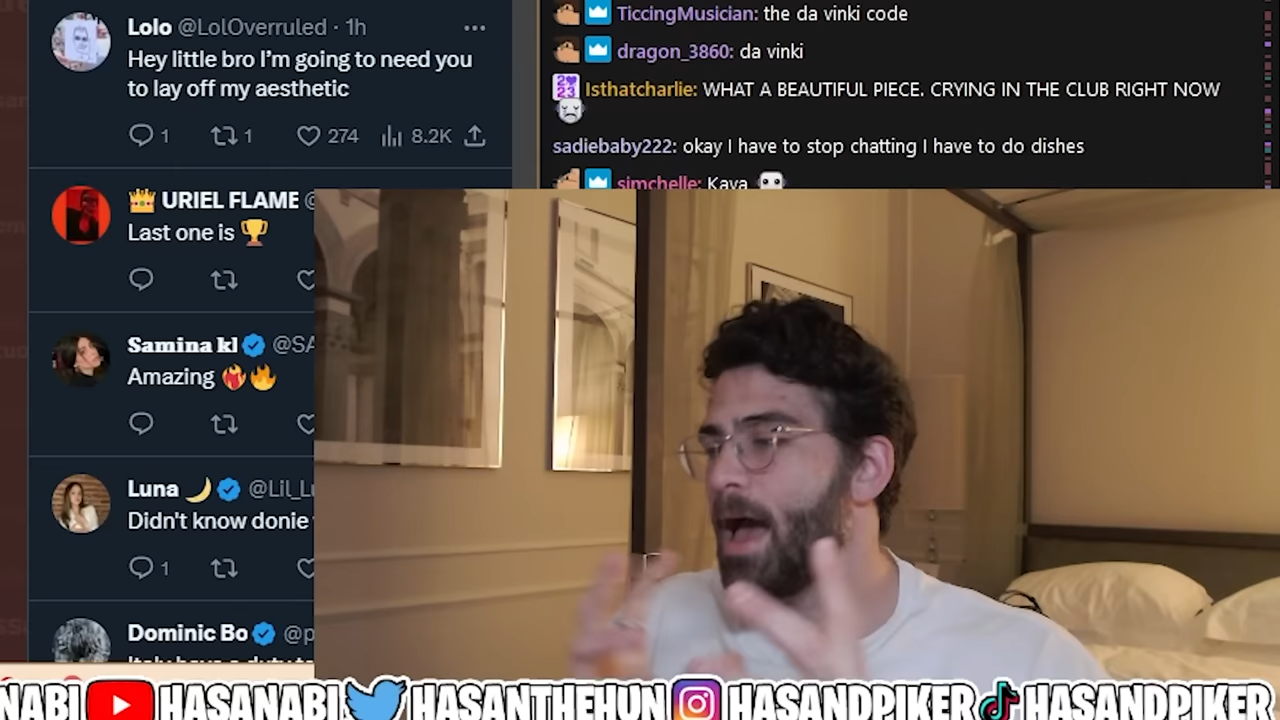 Lolo @LolOverruled · 1h
Hey little bro I'm going to need you
to lay off my aesthetic
1 1 274 8.2K
URIEL FLAME
Last one is
Samina kl @SA
Amazing
Luna @Lil_Lu
Didn't know donie
1
Dominic Bo @p
TiccingMusician: the da vinki code
dragon_3860: da vinki
Isthatcharlie: WHAT A BEAUTIFUL PIECE. CRYING IN THE CLUB RIGHT NOW
sadiebaby222: okay I have to stop chatting I have to do dishes
simchelle: Kaya
NABI HASANABI HASANTHEHUN HASANDPIKER HASANDPIKER